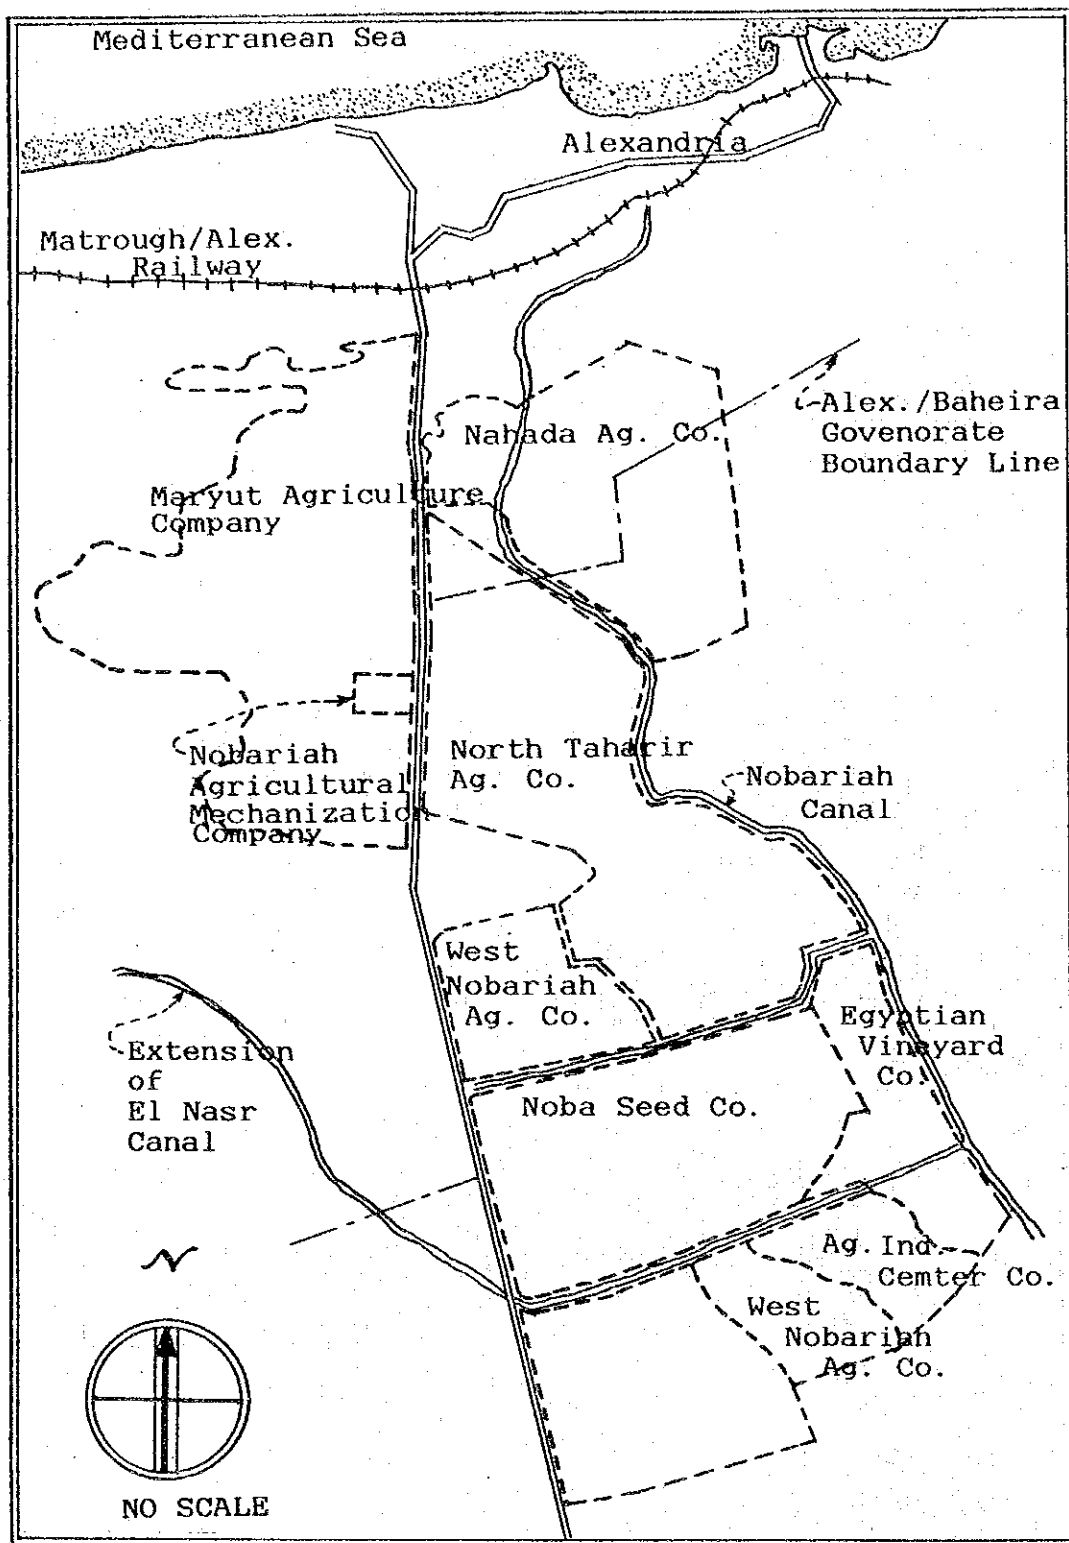 Mediterranean Sea
Alexandria
Matrough/Alex.
Railway
Alex./Baheira
Govenorate
Boundary Line
Nahada Ag. Co.
Maryut Agriculture
Company
Nobariah
Agricultural
Mechanization
Company
North Taharir
Ag. Co.
Nobariah
Canal
West
Nobariah
Ag. Co.
Egyptian
Vineyard
Co.
Extension
of
El Nasr
Canal
Noba Seed Co.
Ag. Ind.
Cemter Co.
West
Nobariah
Ag. Co.
N
NO SCALE